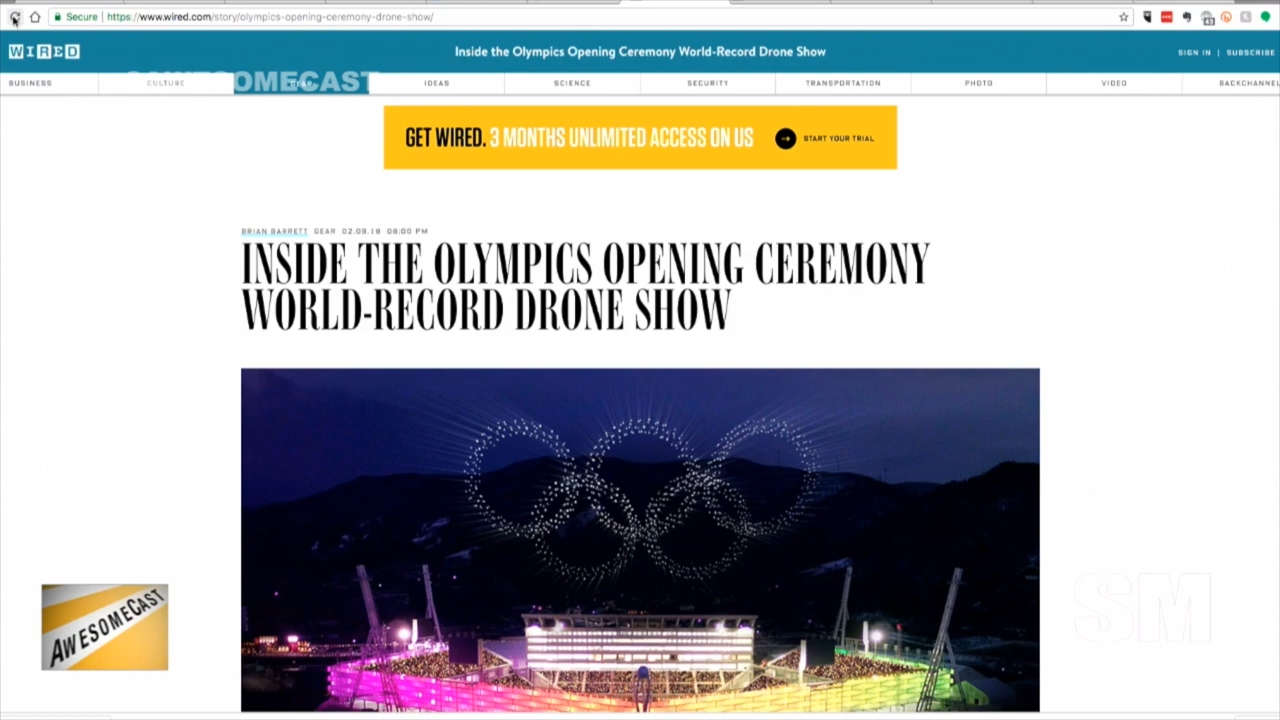 Secure | https://www.wired.com/story/olympics-opening-ceremony-drone-show/
WIRED
Inside the Olympics Opening Ceremony World-Record Drone Show
SIGN IN | SUBSCRIBE
BUSINESS
CULTURE
GEAR
IDEAS
SCIENCE
SECURITY
TRANSPORTATION
PHOTO
VIDEO
BACKCHANNEL
@AWESOMECAST
GET WIRED. 3 MONTHS UNLIMITED ACCESS ON US
START YOUR TRIAL
BRIAN BARRETT GEAR 02.09.18 08:00 PM
INSIDE THE OLYMPICS OPENING CEREMONY
WORLD-RECORD DRONE SHOW
AWESOMECAST
SM